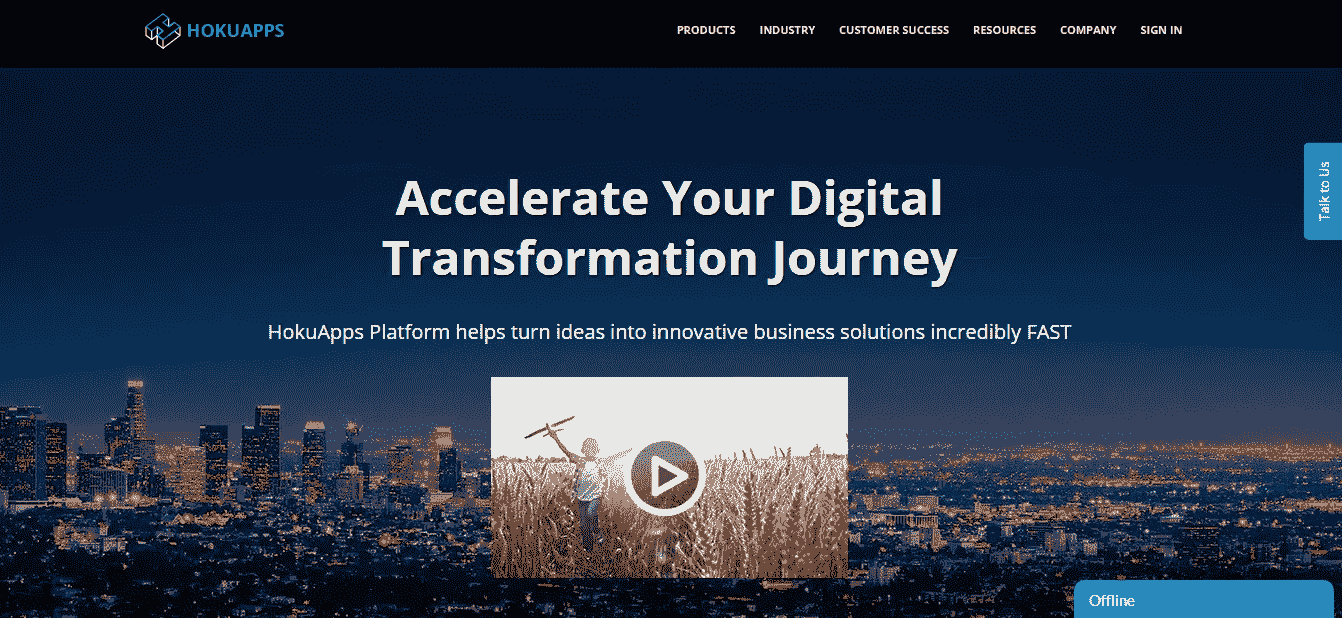 HOKUAPPS
PRODUCTS INDUSTRY CUSTOMER SUCCESS RESOURCES COMPANY SIGN IN
Talk to Us
Accelerate Your Digital
Transformation Journey
HokuApps Platform helps turn ideas into innovative business solutions incredibly FAST
Offline